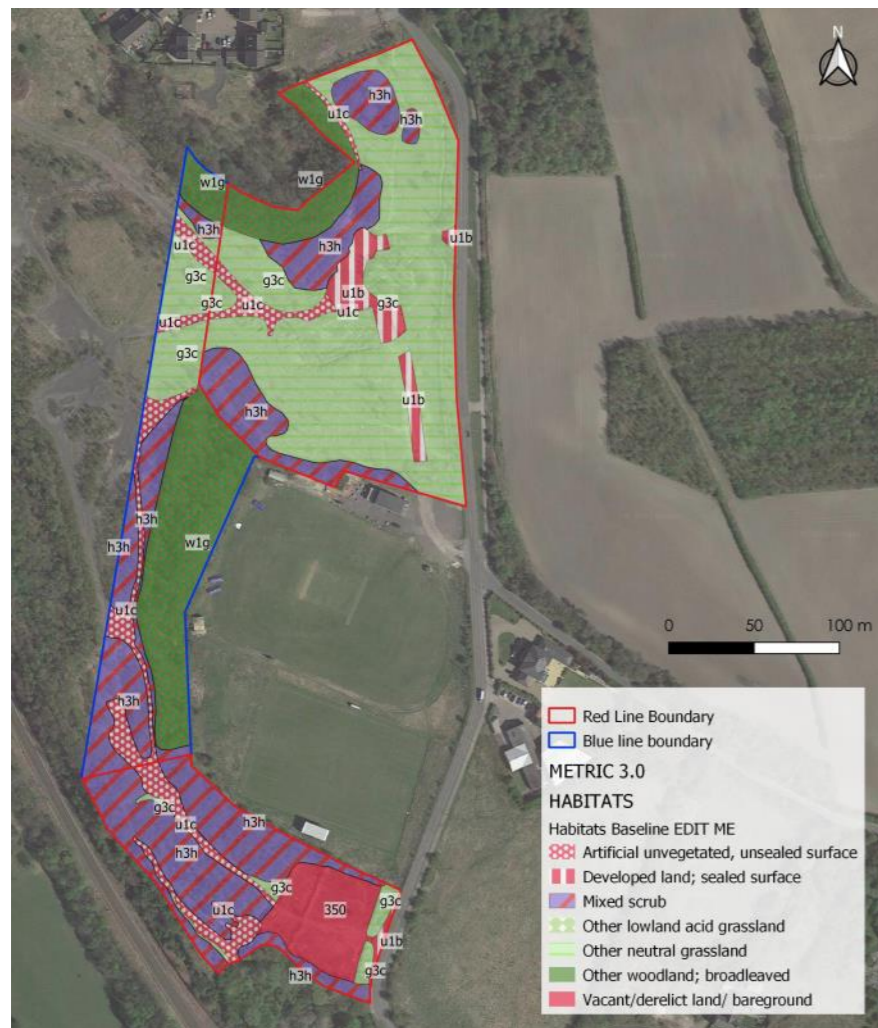 N
h3h
u1c
h3h
w1g
w1g
h3h
h3h
u1c
u1b
g3c
g3c
u1b
g3c
u1c
g3c
u1c
u1c
g3c
u1b
h3h
h3h
w1g
h3h
0 50 100 m
u1c
h3h
g3c
u1c
h3h
h3h
g3c
350
g3c
u1c
u1b
g3c
h3h
Red Line Boundary
Blue line boundary
METRIC 3.0
HABITATS
Habitats Baseline EDIT ME
Artificial unvegetated, unsealed surface
Developed land; sealed surface
Mixed scrub
Other lowland acid grassland
Other neutral grassland
Other woodland; broadleaved
Vacant/derelict land/ bareground